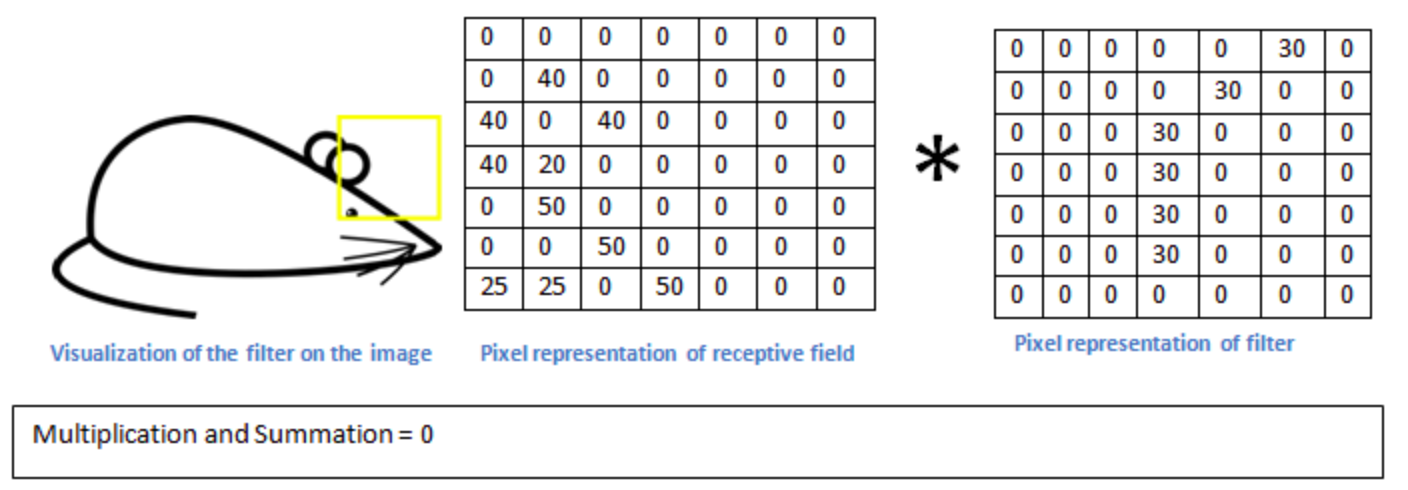 0 0 0 0 0 0 0
0 40 0 0 0 0 0
40 0 40 0 0 0 0
40 20 0 0 0 0 0
0 50 0 0 0 0 0
0 0 50 0 0 0 0
25 25 0 50 0 0 0
*
0 0 0 0 0 30 0
0 0 0 0 30 0 0
0 0 0 30 0 0 0
0 0 0 30 0 0 0
0 0 0 30 0 0 0
0 0 0 30 0 0 0
0 0 0 0 0 0 0
Visualization of the filter on the image
Pixel representation of receptive field
Pixel representation of filter
Multiplication and Summation = 0